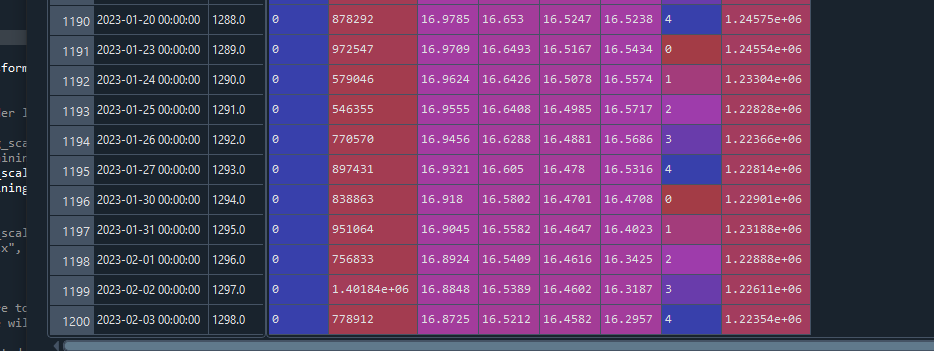 1190 2023-01-20 00:00:00 1288.0 0 878292 16.9785 16.653 16.5247 16.5238 4 1.24575e+06
1191 2023-01-23 00:00:00 1289.0 0 972547 16.9709 16.6493 16.5167 16.5434 0 1.24554e+06
sform
1192 2023-01-24 00:00:00 1290.0 0 579046 16.9624 16.6426 16.5078 16.5574 1 1.23304e+06
1193 2023-01-25 00:00:00 1291.0 0 546355 16.9555 16.6408 16.4985 16.5717 2 1.22828e+06
der l
1194 2023-01-26 00:00:00 1292.0 0 770570 16.9456 16.6288 16.4881 16.5686 3 1.22366e+06
_sca
ining
1195 2023-01-27 00:00:00 1293.0 0 897431 16.9321 16.605 16.478 16.5316 4 1.22814e+06
_scal
ning
1196 2023-01-30 00:00:00 1294.0 0 838863 16.918 16.5802 16.4701 16.4708 0 1.22901e+06
1197 2023-01-31 00:00:00 1295.0 0 951064 16.9045 16.5582 16.4647 16.4023 1 1.23188e+06
_scal
x",
1198 2023-02-01 00:00:00 1296.0 0 756833 16.8924 16.5409 16.4616 16.3425 2 1.22888e+06
1199 2023-02-02 00:00:00 1297.0 0 1.40184e+06 16.8848 16.5389 16.4602 16.3187 3 1.22611e+06
e to
wil
1200 2023-02-03 00:00:00 1298.0 0 778912 16.8725 16.5212 16.4582 16.2957 4 1.22354e+06